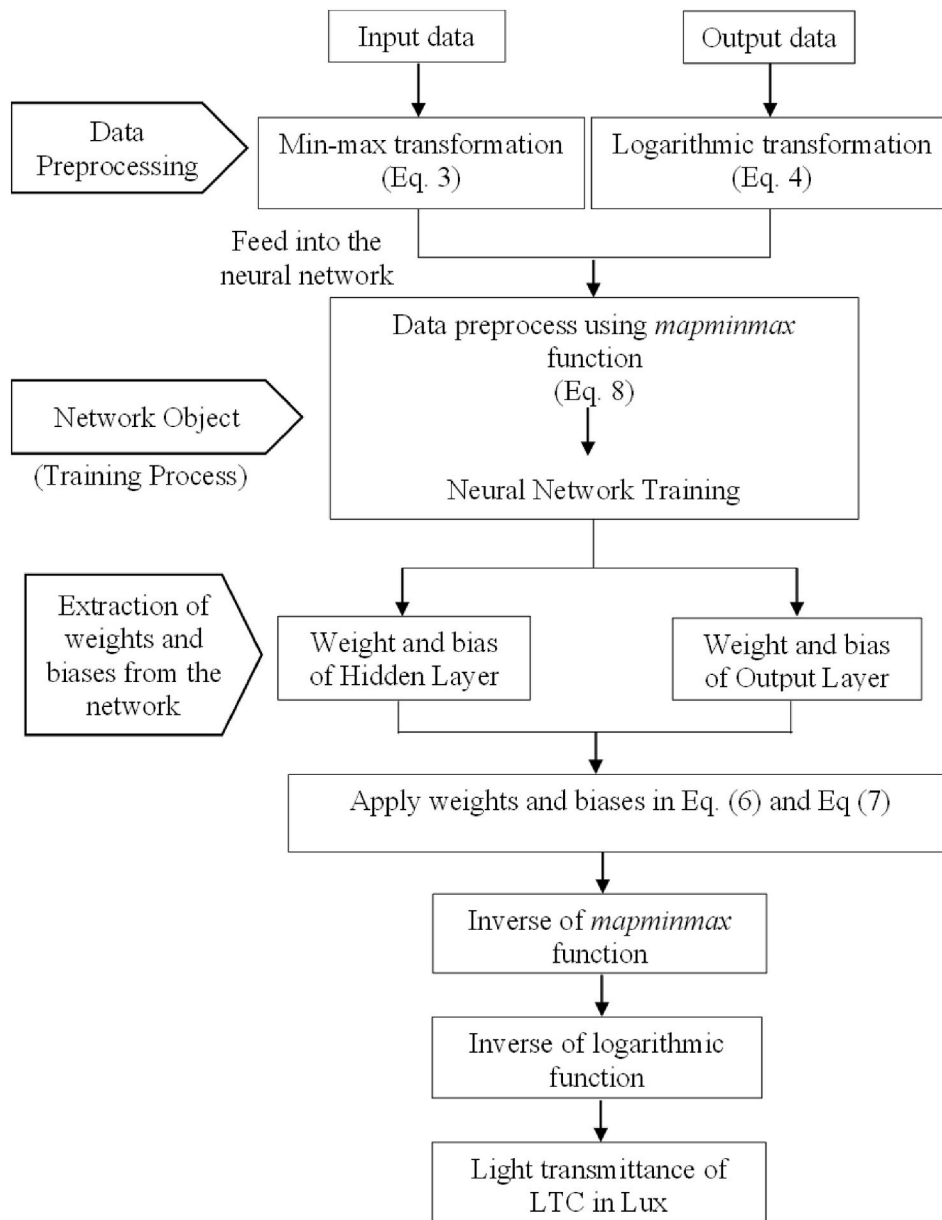 Input data
Output data
Data
Preprocessing
Min-max transformation
(Eq. 3)
Logarithmic transformation
(Eq. 4)
Feed into the
neural network
Data preprocess using mapminmax
function
(Eq. 8)
Network Object
(Training Process)
Neural Network Training
Extraction of
weights and
biases from the
network
Weight and bias
of Hidden Layer
Weight and bias
of Output Layer
Apply weights and biases in Eq. (6) and Eq (7)
Inverse of mapminmax
function
Inverse of logarithmic
function
Light transmittance of
LTC in Lux